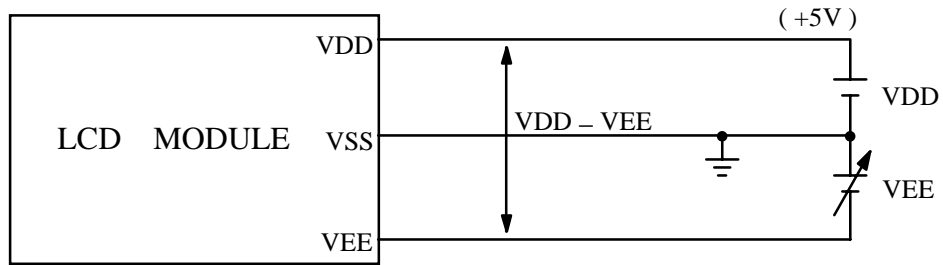 ( +5V )
VDD
VDD
LCD MODULE
VSS
VDD – VEE
VEE
VEE